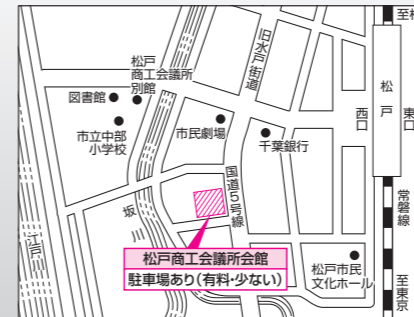 至柏
松戸
商工会議所
別館
図書館
市立中部
小学校
旧水戸街道
市民劇場
千葉銀行
西口
松戸
東口
国道5号線
坂川
江戸川
常磐線
松戸商工会議所会館
駐車場あり(有料・少ない)
松戸市民
文化ホール
至東京